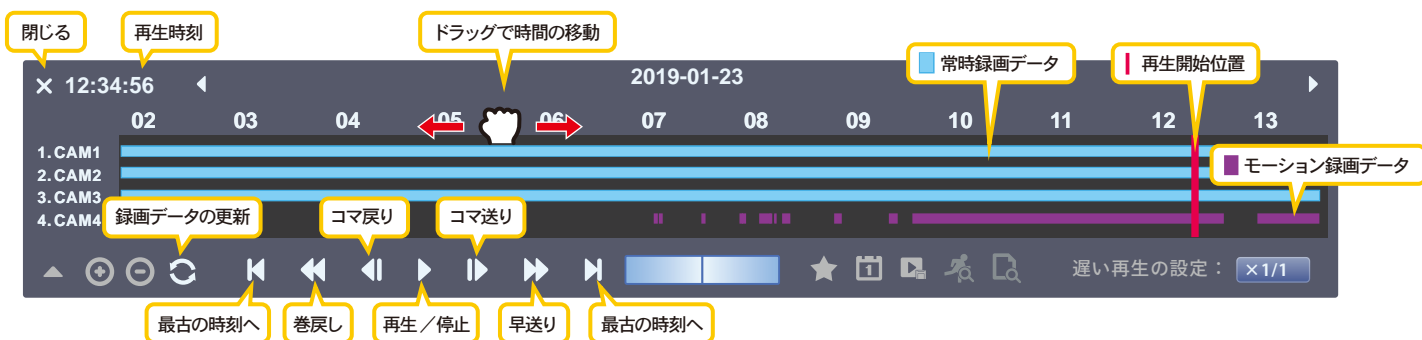 閉じる 再生時刻 ドラッグで時間の移動
常時録画データ 再生開始位置
× 12:34:56 2019-01-23
02 03 04 05 06 07 08 09 10 11 12 13
1.CAM1
2.CAM2
モーション録画データ
3.CAM3
4.CAM4
録画データの更新 コマ戻り コマ送り
1 遅い再生の設定: ×1/1
最古の時刻へ 巻戻し 再生/停止 早送り 最古の時刻へ